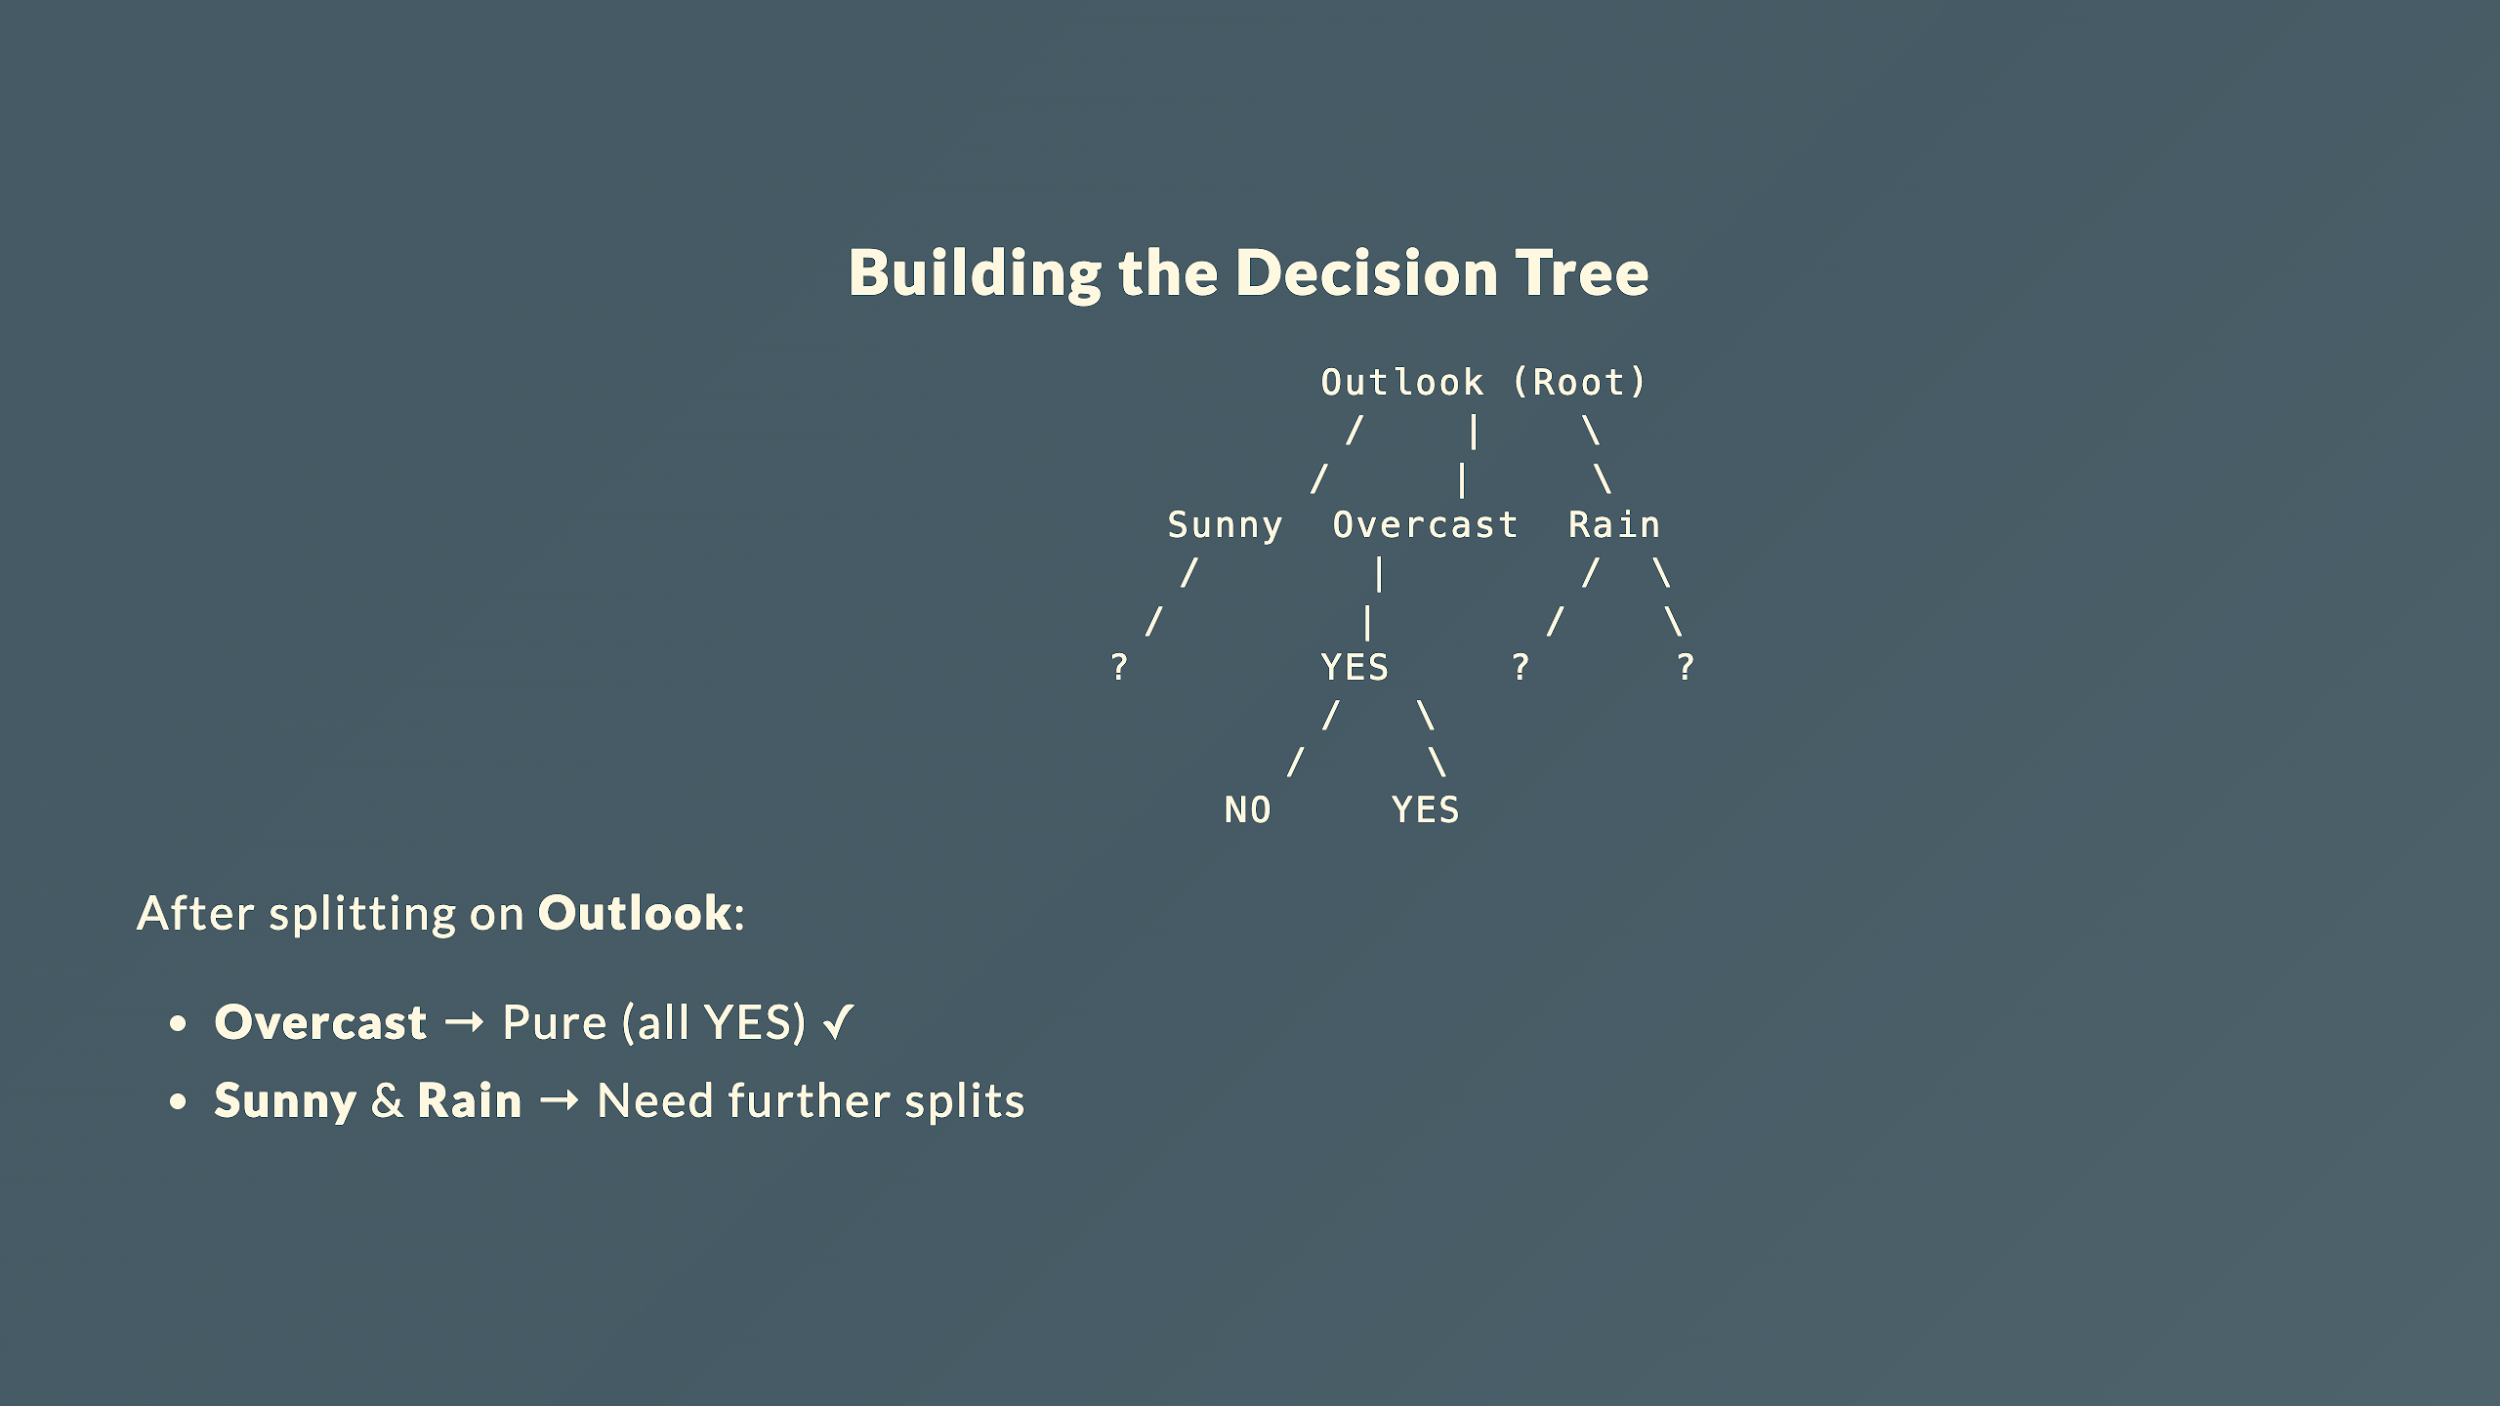 Building the Decision Tree
Outlook (Root)
/ | \
/ | \
Sunny Overcast Rain
/ | / \
/ | / \
? YES ? ?
/ \
/ \
NO YES
After splitting on Outlook:
• Overcast → Pure (all YES) ✓
• Sunny & Rain → Need further splits